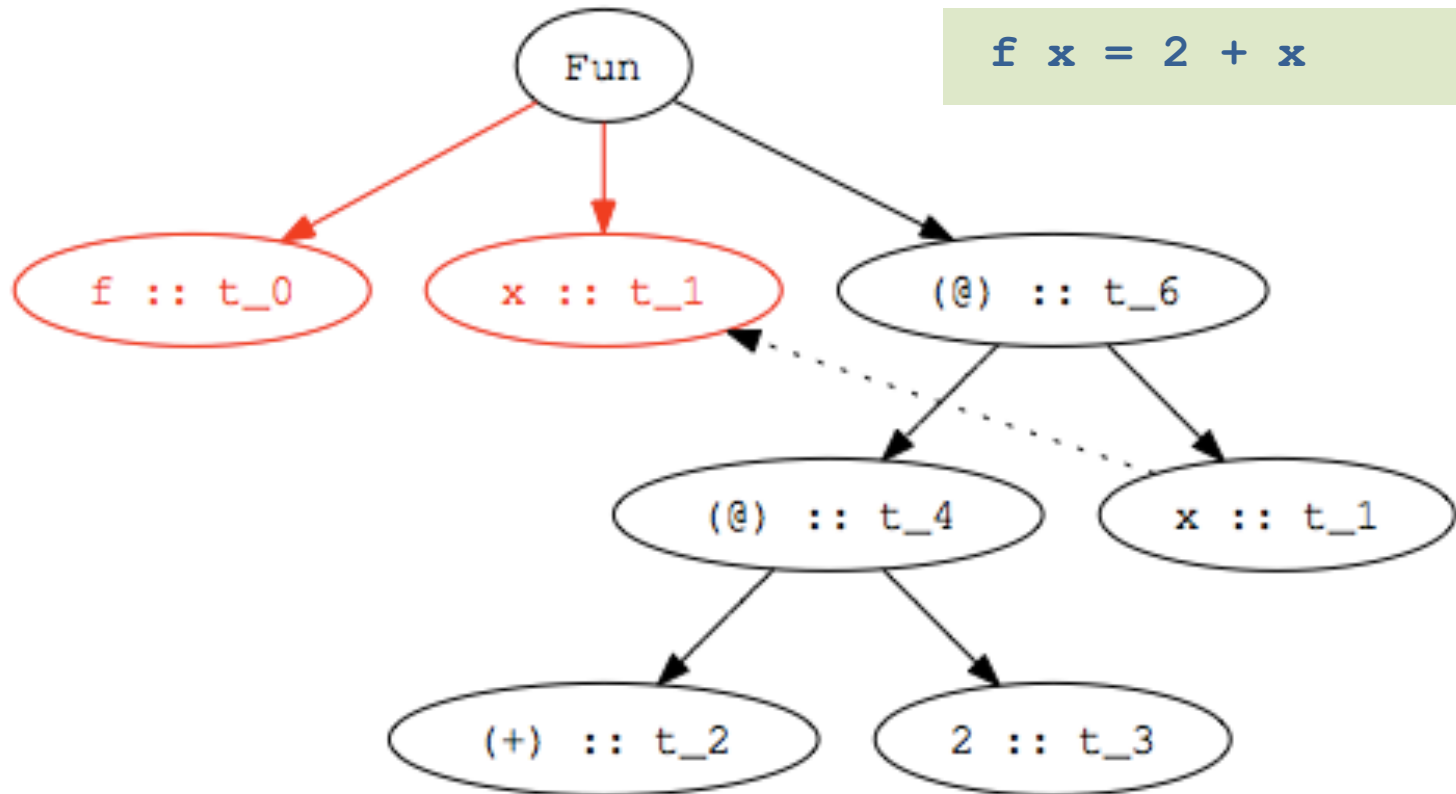 Fun
f x = 2 + x
f :: t_0
x :: t_1
(@) :: t_6
(@) :: t_4
x :: t_1
(+) :: t_2
2 :: t_3